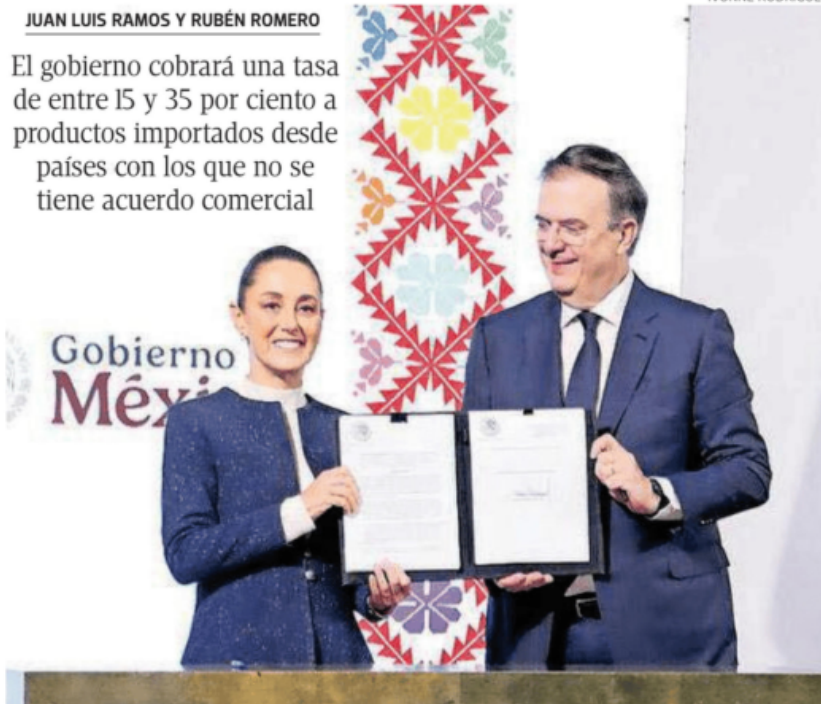 JUAN LUIS RAMOS Y RUBÉN ROMERO
El gobierno cobrará una tasa
de entre 15 y 35 por ciento a
productos importados desde
países con los que no se
tiene acuerdo comercial
Gobierno
Méxi